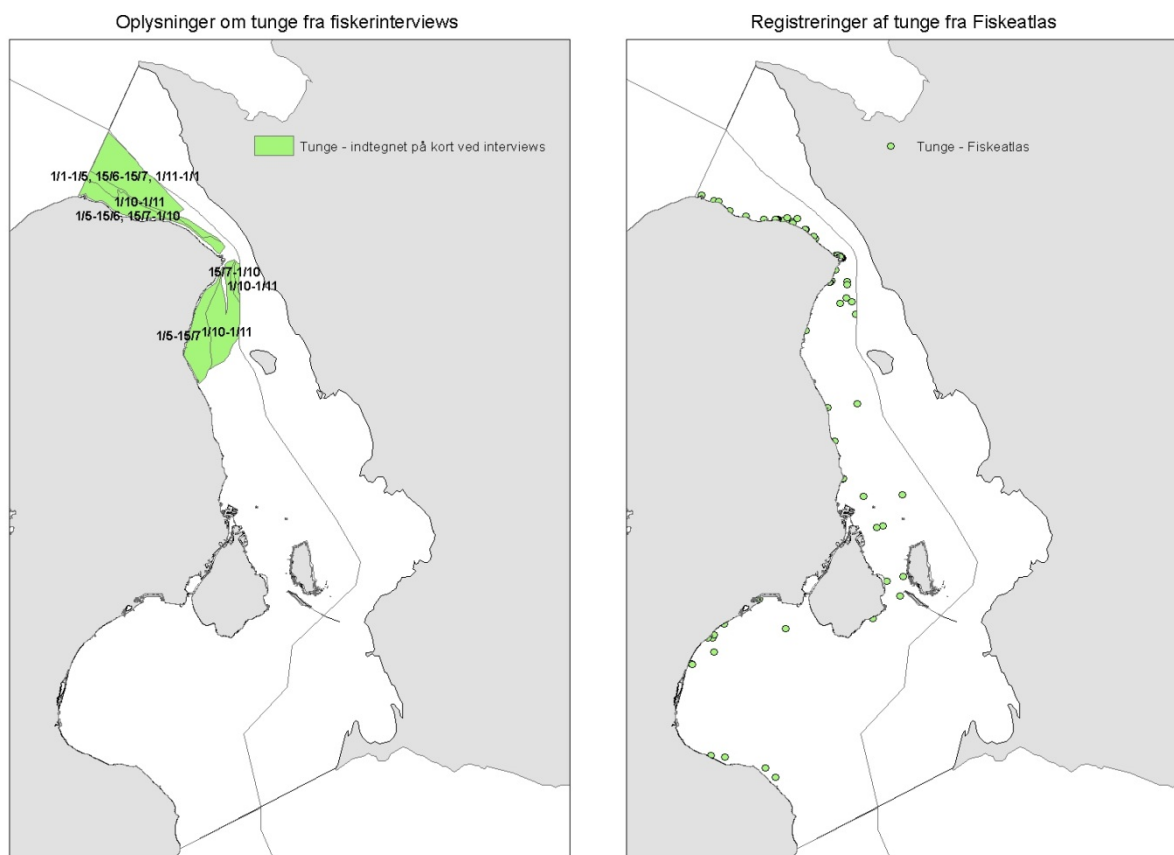 Oplysninger om tunge fra fiskerinterviews
Tunge - indtegnet på kort ved interviews
1/1-1/5, 15/6-15/7, 1/11-1/1
1/10-1/11
1/5-15/6, 15/7-1/10
15/7-1/10
1/10-1/11
1/5-15/7
1/10-1/11
Registreringer af tunge fra Fiskeatlas
Tunge - Fiskeatlas